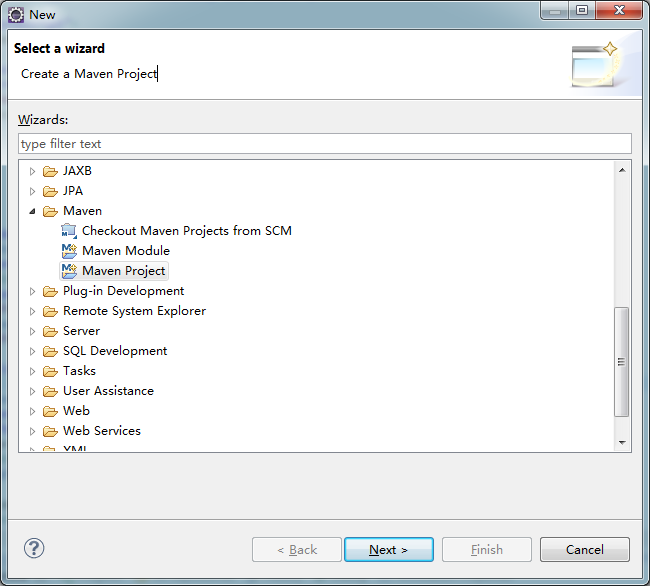 New
Select a wizard
Create a Maven Project
Wizards:
type filter text
JAXB
JPA
Maven
Checkout Maven Projects from SCM
Maven Module
Maven Project
Plug-in Development
Remote System Explorer
Server
SQL Development
Tasks
User Assistance
Web
Web Services
XML
< Back Next > Finish Cancel